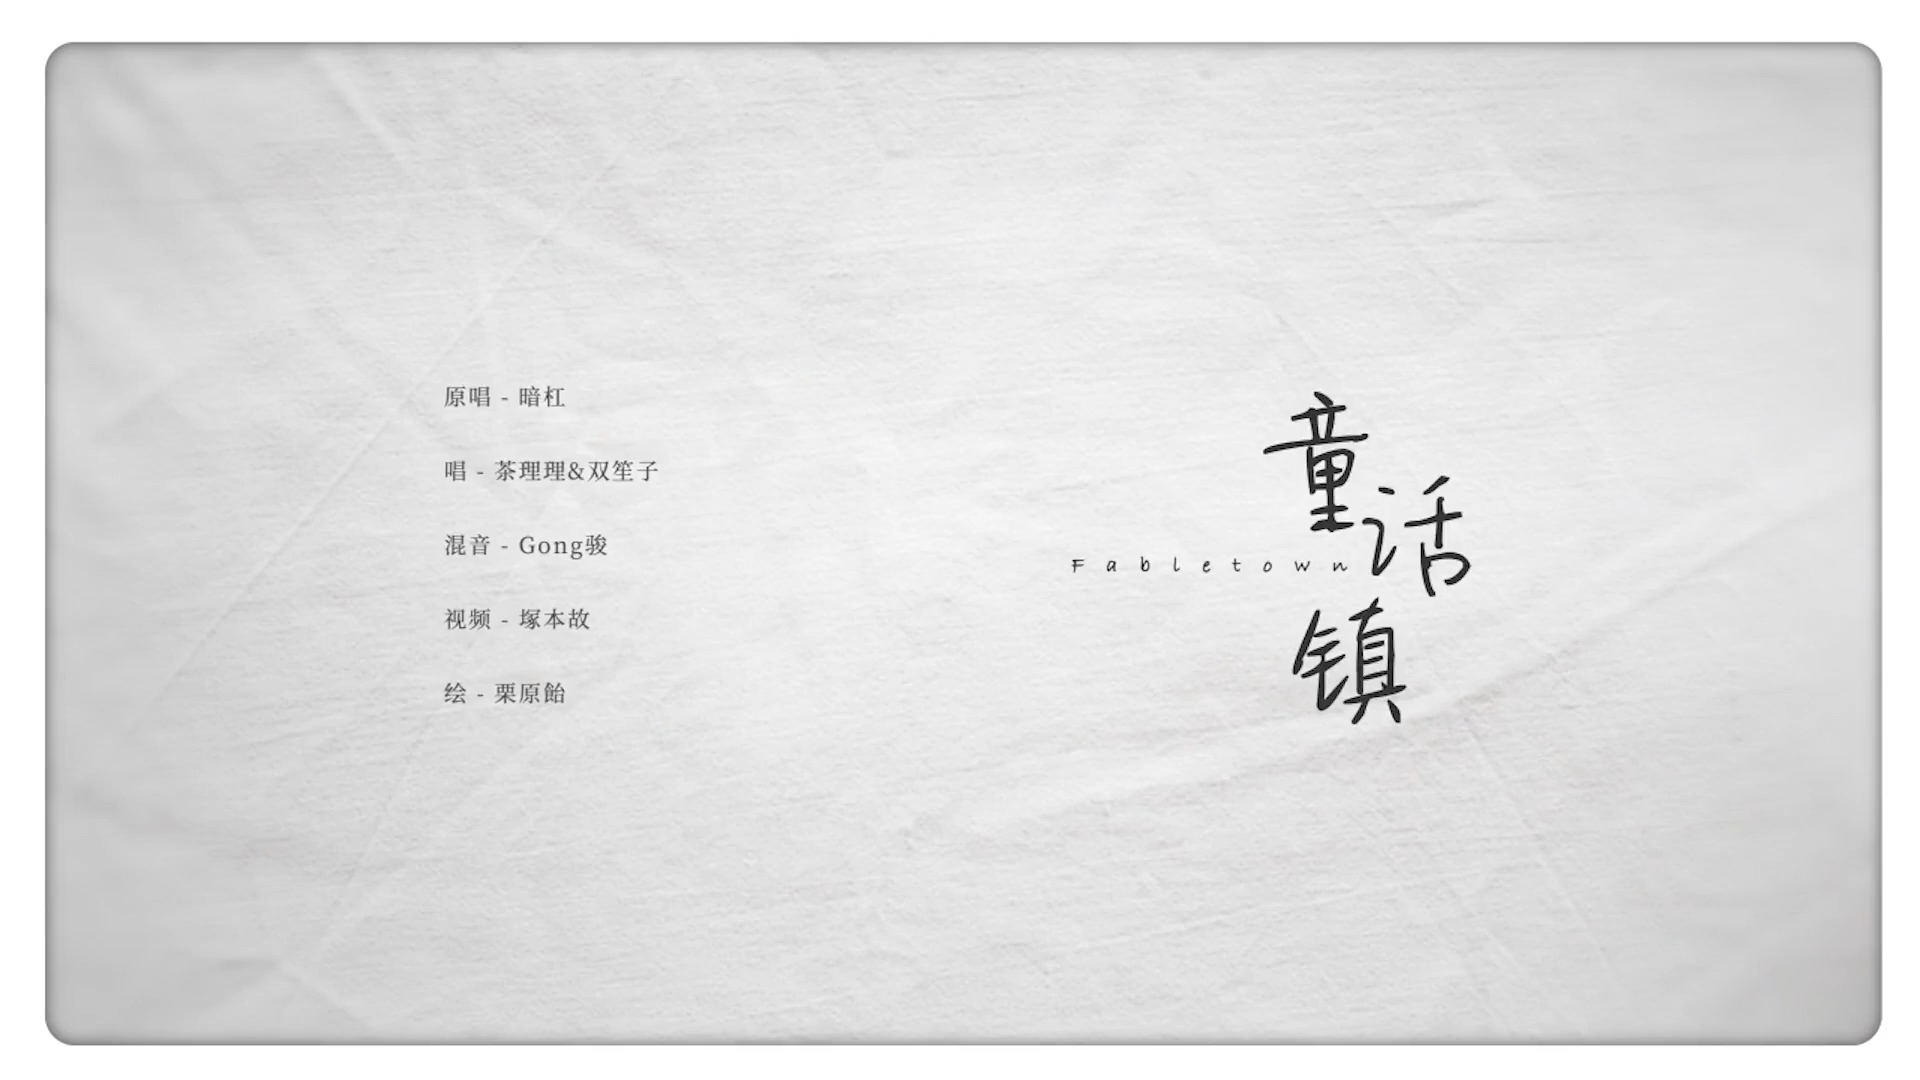 原唱 - 暗杠
唱 - 茶理理&双笙子
混音 - Gong骏
视频 - 塚本故
绘 - 栗原飴
童话镇
Fabletown